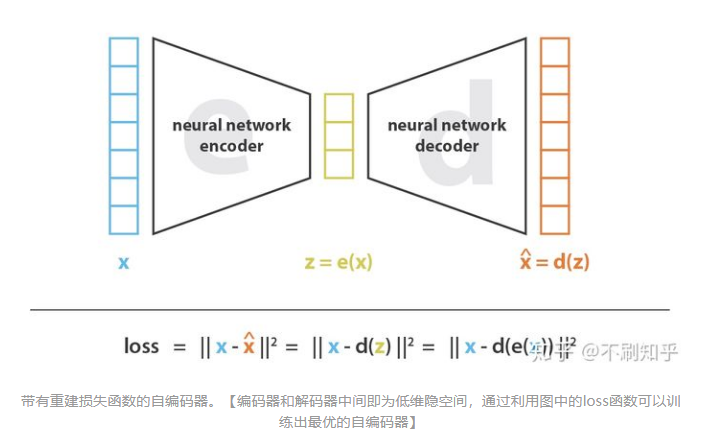 e
neural network
encoder
d
neural network
decoder
x
z = e(x)
x̂ = d(z)
loss = || x - x̂ ||² = || x - d(z) ||² = || x - d(e(x)) ||²
知乎 @不刷知乎
带有重建损失函数的自编码器。【编码器和解码器中间即为低维隐空间，通过利用图中的loss函数可以训
练出最优的自编码器】